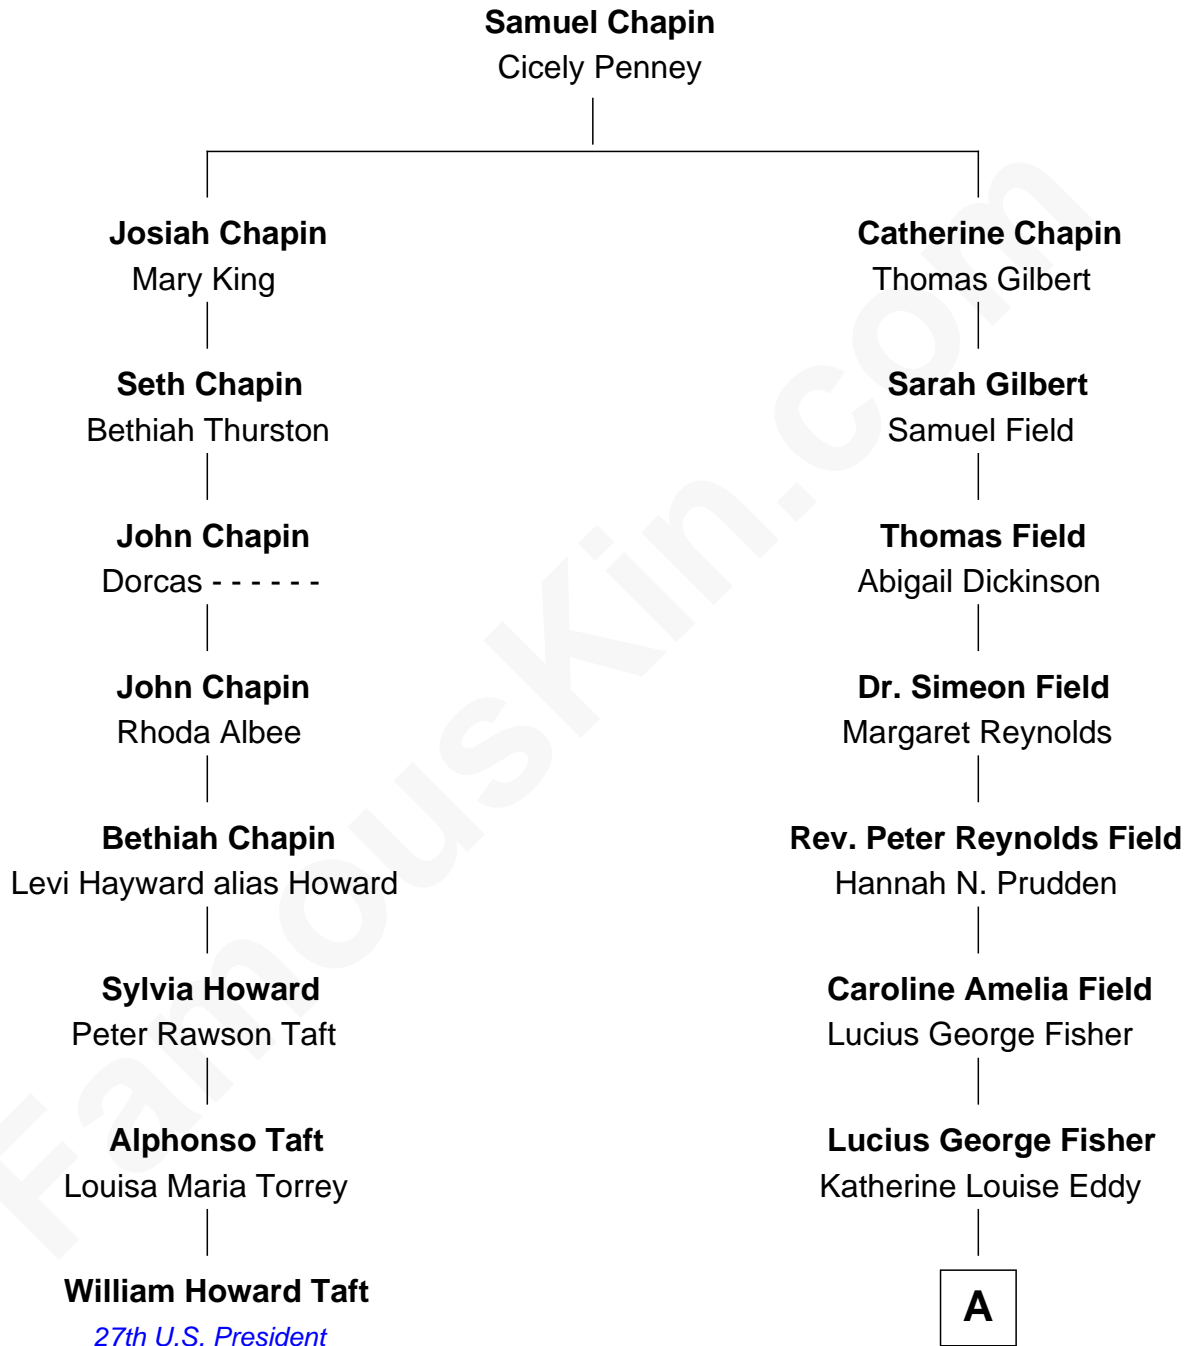 Samuel Chapin
Cicely Penney
Josiah Chapin
Mary King
Catherine Chapin
Thomas Gilbert
Seth Chapin
Bethiah Thurston
Sarah Gilbert
Samuel Field
John Chapin
Dorcas - - - - - -
Thomas Field
Abigail Dickinson
John Chapin
Rhoda Albee
Dr. Simeon Field
Margaret Reynolds
Bethiah Chapin
Levi Hayward alias Howard
Rev. Peter Reynolds Field
Hannah N. Prudden
Sylvia Howard
Peter Rawson Taft
Caroline Amelia Field
Lucius George Fisher
Alphonso Taft
Louisa Maria Torrey
Lucius George Fisher
Katherine Louise Eddy
William Howard Taft
27th U.S. President
A
FamousKin.com